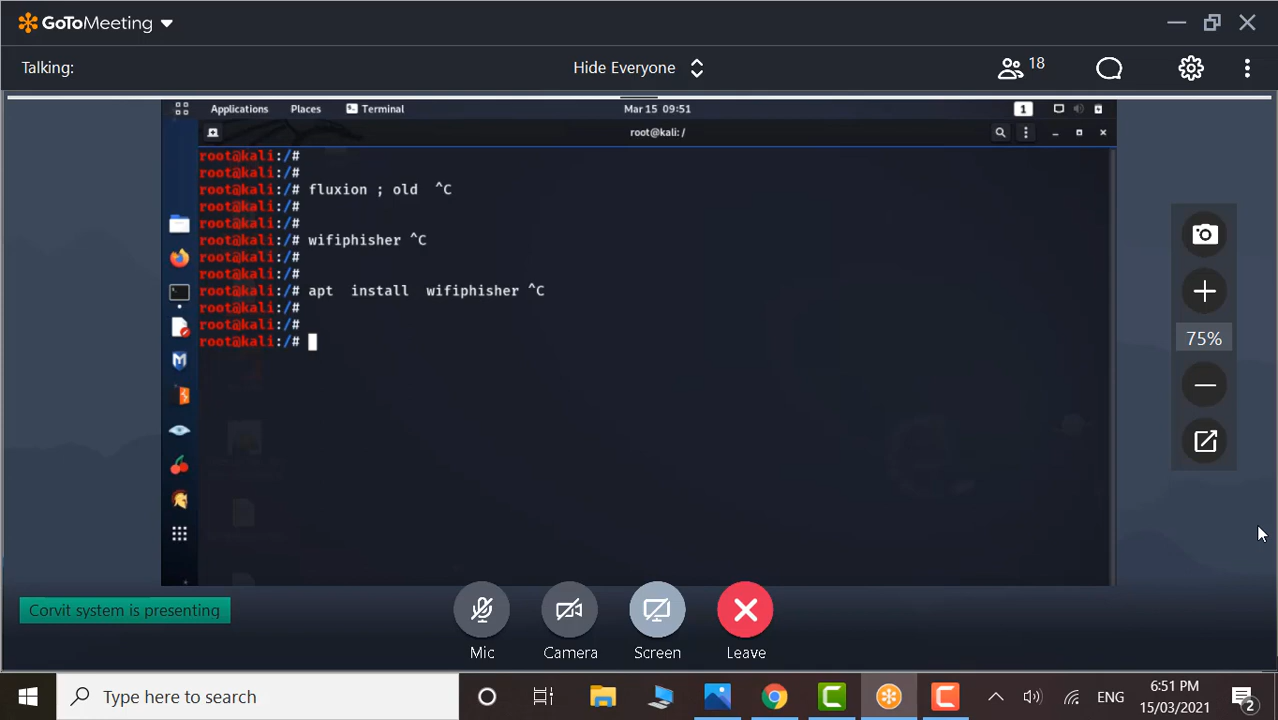 GoToMeeting
Talking:
Hide Everyone
18
Applications Places Terminal
Mar 15 09:51
1
root@kali: /
root@kali:/#
root@kali:/#
root@kali:/# fluxion ; old ^C
root@kali:/#
root@kali:/#
root@kali:/# wifiphisher ^C
root@kali:/#
root@kali:/#
root@kali:/# apt install wifiphisher ^C
root@kali:/#
root@kali:/#
root@kali:/#
75%
Corvit system is presenting
Mic
Camera
Screen
Leave
Type here to search
ENG
6:51 PM
15/03/2021
2